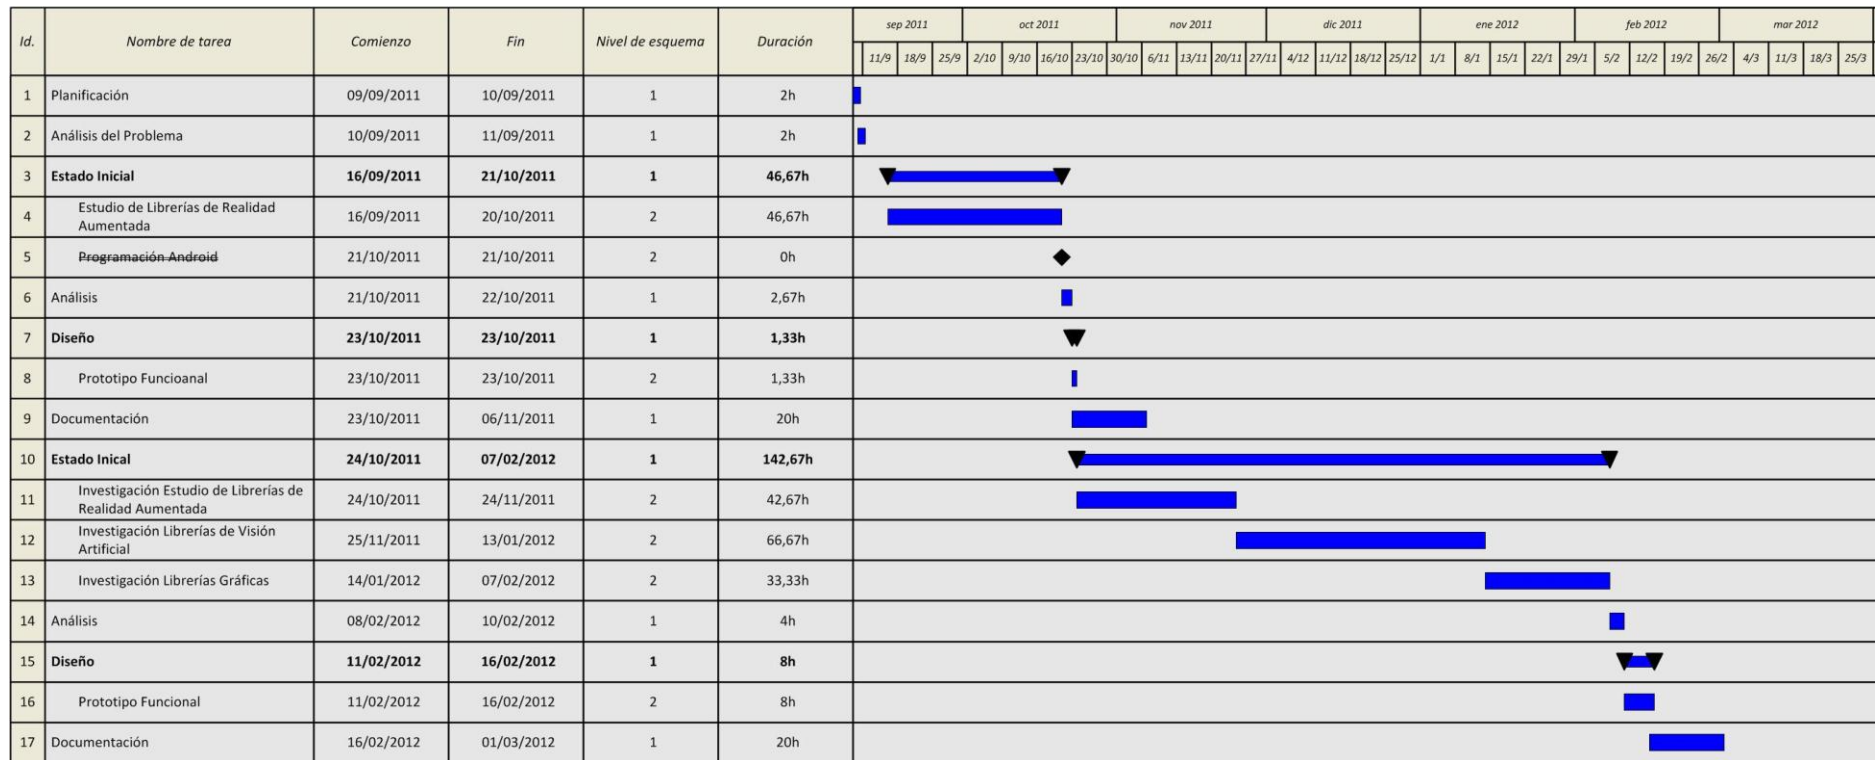 Id. Nombre de tarea Comienzo Fin Nivel de esquema Duración sep 2011 oct 2011 nov 2011 dic 2011 ene 2012 feb 2012 mar 2012
11/9 18/9 25/9 2/10 9/10 16/10 23/10 30/10 6/11 13/11 20/11 27/11 4/12 11/12 18/12 25/12 1/1 8/1 15/1 22/1 29/1 5/2 12/2 19/2 26/2 4/3 11/3 18/3 25/3
1 Planificación 09/09/2011 10/09/2011 1 2h
2 Análisis del Problema 10/09/2011 11/09/2011 1 2h
3 Estado Inicial 16/09/2011 21/10/2011 1 46,67h
4 Estudio de Librerías de Realidad
Aumentada 16/09/2011 20/10/2011 2 46,67h
5 Programación Android 21/10/2011 21/10/2011 2 0h
6 Análisis 21/10/2011 22/10/2011 1 2,67h
7 Diseño 23/10/2011 23/10/2011 1 1,33h
8 Prototipo Funcioanal 23/10/2011 23/10/2011 2 1,33h
9 Documentación 23/10/2011 06/11/2011 1 20h
10 Estado Inical 24/10/2011 07/02/2012 1 142,67h
11 Investigación Estudio de Librerías de
Realidad Aumentada 24/10/2011 24/11/2011 2 42,67h
12 Investigación Librerías de Visión
Artificial 25/11/2011 13/01/2012 2 66,67h
13 Investigación Librerías Gráficas 14/01/2012 07/02/2012 2 33,33h
14 Análisis 08/02/2012 10/02/2012 1 4h
15 Diseño 11/02/2012 16/02/2012 1 8h
16 Prototipo Funcional 11/02/2012 16/02/2012 2 8h
17 Documentación 16/02/2012 01/03/2012 1 20h